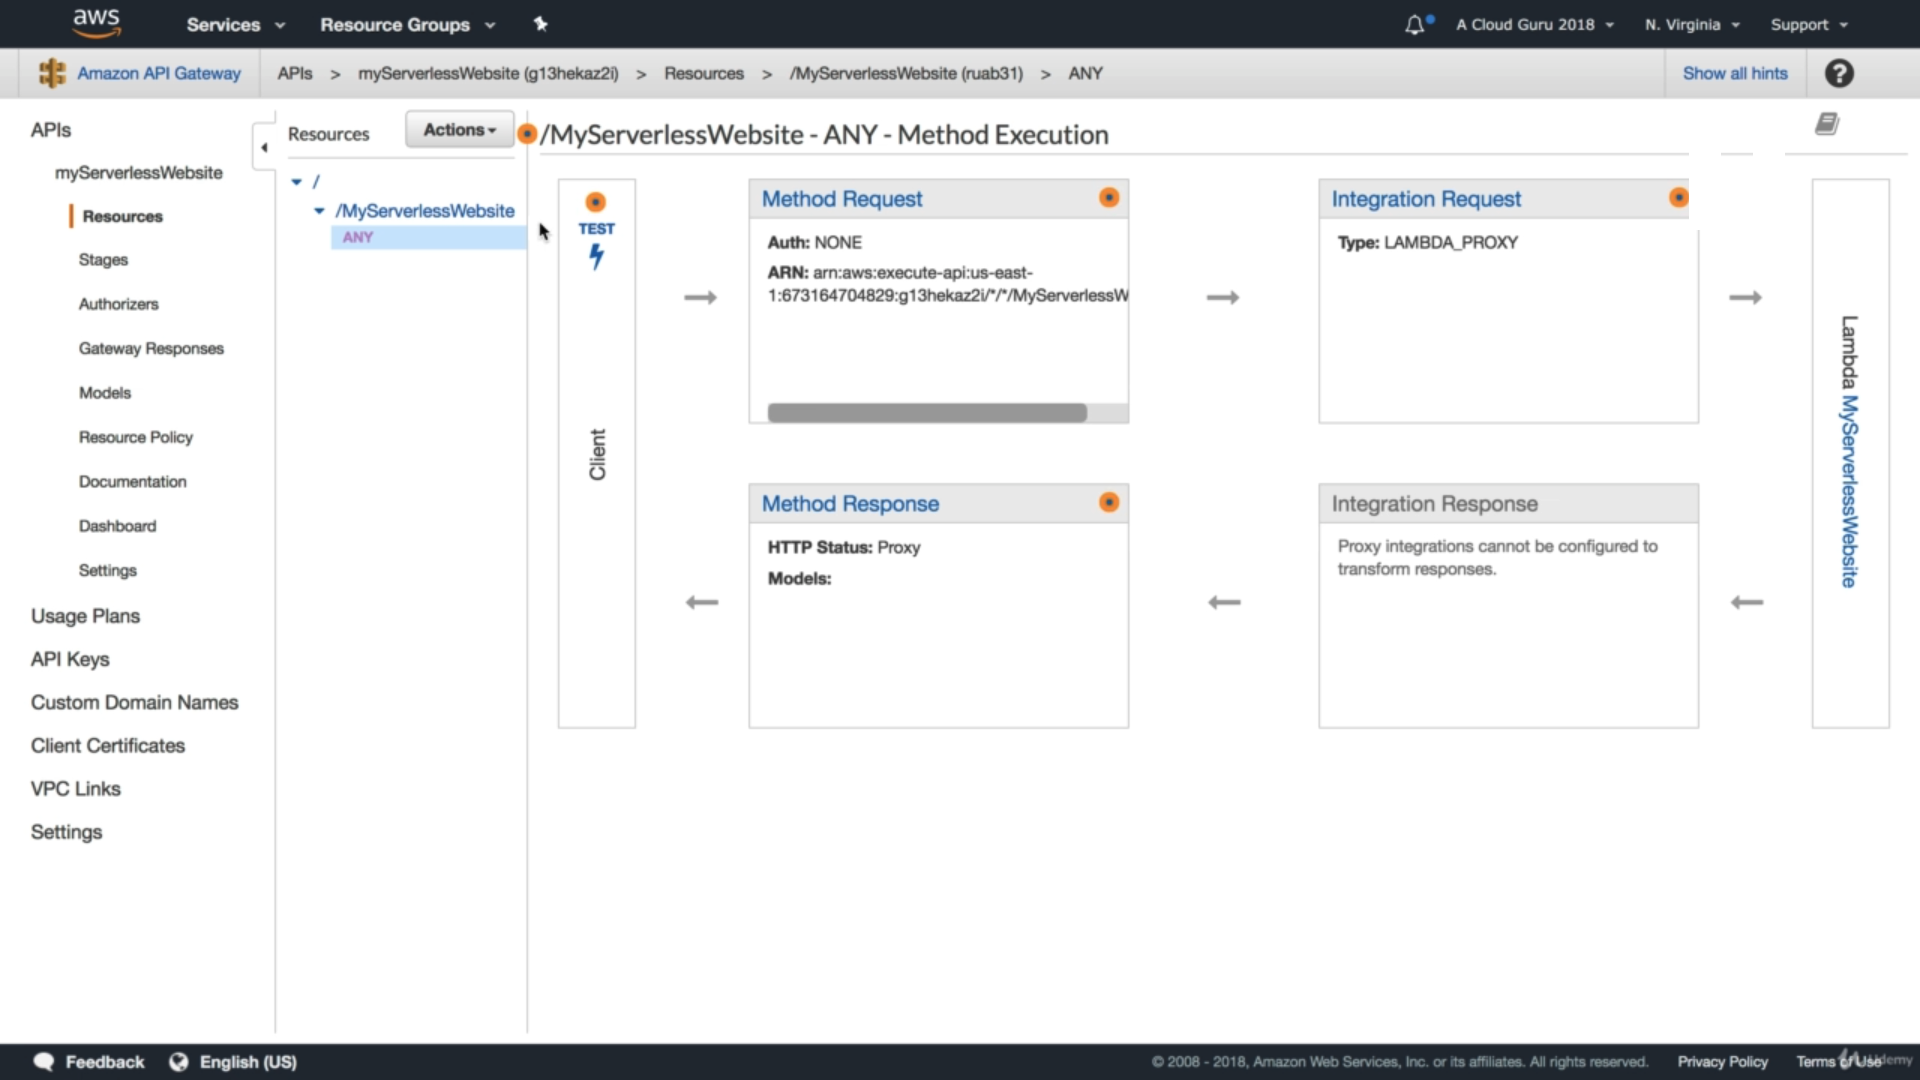 aws Services Resource Groups A Cloud Guru 2018 N. Virginia Support
Amazon API Gateway APIs > myServerlessWebsite (g13hekaz2i) > Resources > /MyServerlessWebsite (ruab31) > ANY Show all hints ?
APIs
myServerlessWebsite
Resources
Stages
Authorizers
Gateway Responses
Models
Resource Policy
Documentation
Dashboard
Settings
Usage Plans
API Keys
Custom Domain Names
Client Certificates
VPC Links
Settings
Resources Actions
/
/MyServerlessWebsite
ANY
/MyServerlessWebsite - ANY - Method Execution
TEST
Client
Method Request
Auth: NONE
ARN: arn:aws:execute-api:us-east-
1:673164704829:g13hekaz2i/*/*/MyServerlessW
Integration Request
Type: LAMBDA_PROXY
Method Response
HTTP Status: Proxy
Models:
Integration Response
Proxy integrations cannot be configured to
transform responses.
Lambda MyServerlessWebsite
Feedback English (US) © 2008 - 2018, Amazon Web Services, Inc. or its affiliates. All rights reserved. Privacy Policy Terms of Use